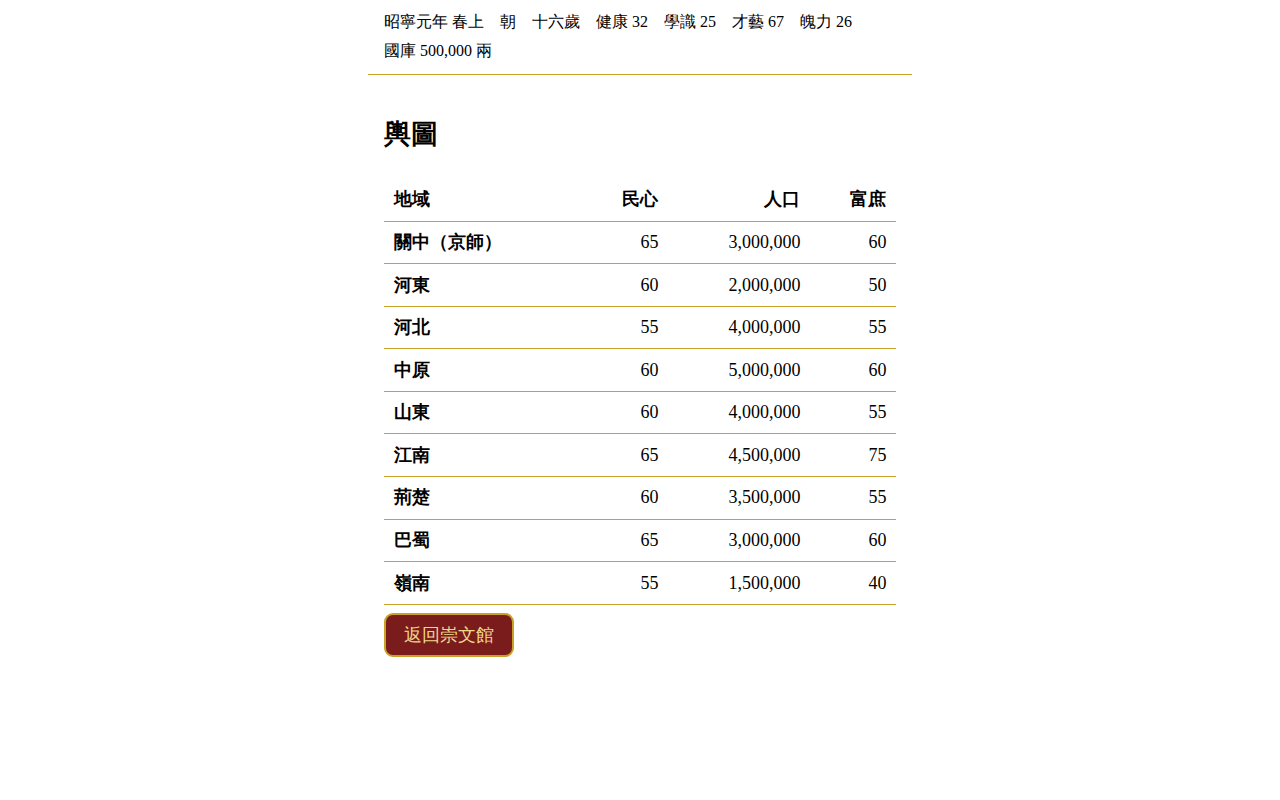 昭寧元年 春上　朝　十六歲　健康 32　學識 25　才藝 67　魄力 26
國庫 500,000 兩
輿圖
地域 民心 人口 富庶
關中（京師） 65 3,000,000 60
河東 60 2,000,000 50
河北 55 4,000,000 55
中原 60 5,000,000 60
山東 60 4,000,000 55
江南 65 4,500,000 75
荊楚 60 3,500,000 55
巴蜀 65 3,000,000 60
嶺南 55 1,500,000 40
返回崇文館